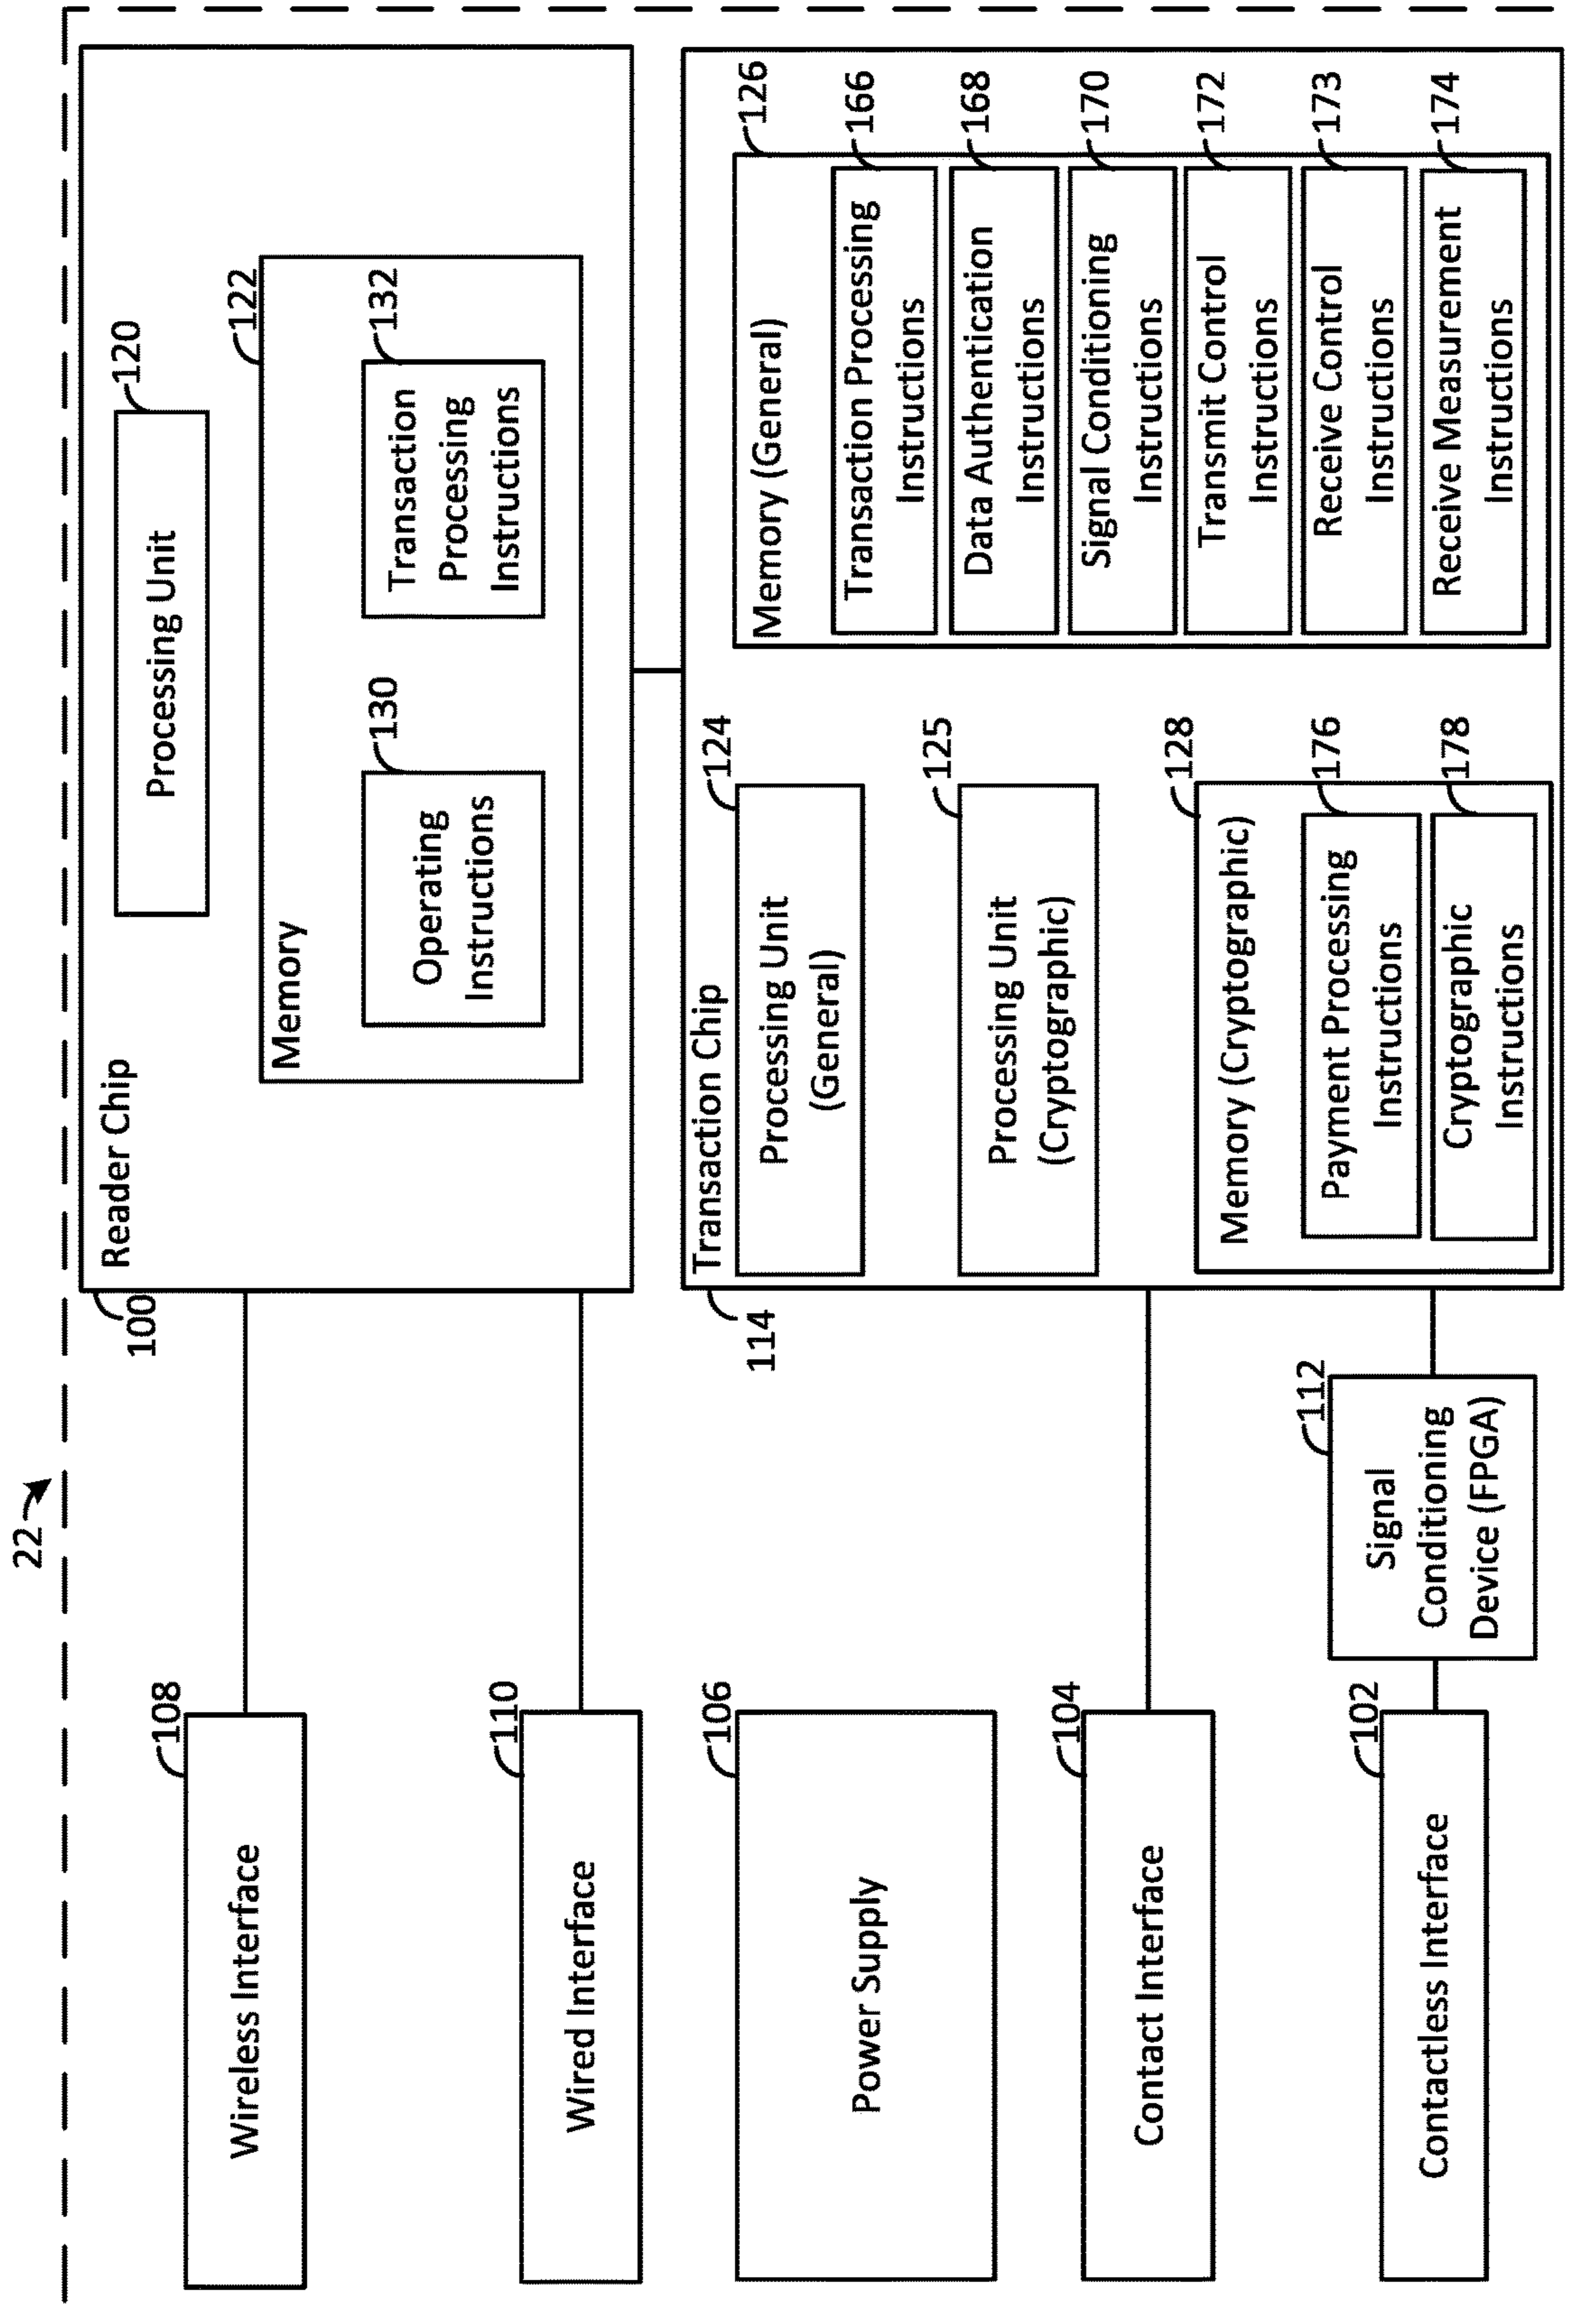 22
108
Wireless Interface
110
Wired Interface
106
Power Supply
104
Contact Interface
102
Contactless Interface
112
Signal
Conditioning
Device (FPGA)
100
Reader Chip
120
Processing Unit
122
Memory
130
Operating
Instructions
132
Transaction
Processing
Instructions
114
Transaction Chip
124
Processing Unit
(General)
125
Processing Unit
(Cryptographic)
128
Memory (Cryptographic)
176
Payment Processing
Instructions
178
Cryptographic
Instructions
126
Memory (General)
166
Transaction Processing
Instructions
168
Data Authentication
Instructions
170
Signal Conditioning
Instructions
172
Transmit Control
Instructions
173
Receive Control
Instructions
174
Receive Measurement
Instructions